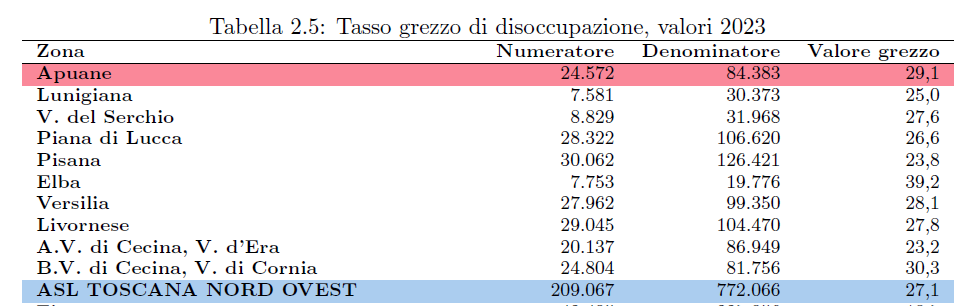 Tabella 2.5: Tasso grezzo di disoccupazione, valori 2023
Zona Numeratore Denominatore Valore grezzo
Apuane 24.572 84.383 29,1
Lunigiana 7.581 30.373 25,0
V. del Serchio 8.829 31.968 27,6
Piana di Lucca 28.322 106.620 26,6
Pisana 30.062 126.421 23,8
Elba 7.753 19.776 39,2
Versilia 27.962 99.350 28,1
Livornese 29.045 104.470 27,8
A.V. di Cecina, V. d'Era 20.137 86.949 23,2
B.V. di Cecina, V. di Cornia 24.804 81.756 30,3
ASL TOSCANA NORD OVEST 209.067 772.066 27,1